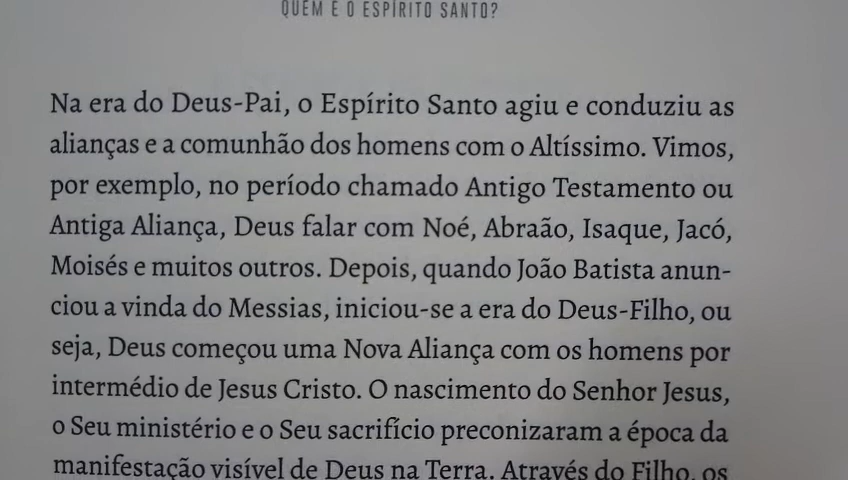 QUEM É O ESPÍRITO SANTO?
Na era do Deus-Pai, o Espírito Santo agiu e conduziu as
alianças e a comunhão dos homens com o Altíssimo. Vimos,
por exemplo, no período chamado Antigo Testamento ou
Antiga Aliança, Deus falar com Noé, Abraão, Isaque, Jacó,
Moisés e muitos outros. Depois, quando João Batista anun-
ciou a vinda do Messias, iniciou-se a era do Deus-Filho, ou
seja, Deus começou uma Nova Aliança com os homens por
intermédio de Jesus Cristo. O nascimento do Senhor Jesus,
o Seu ministério e o Seu sacrifício preconizaram a época da
manifestação visível de Deus na Terra. Através do Filho, os